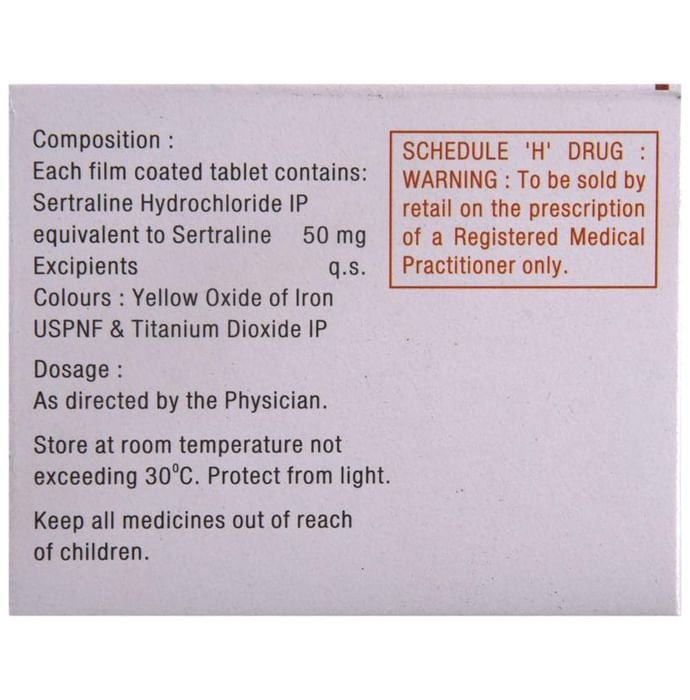 Composition :
Each film coated tablet contains:
Sertraline Hydrochloride IP
equivalent to Sertraline 50 mg
Excipients q.s.
Colours : Yellow Oxide of Iron
USPNF & Titanium Dioxide IP
Dosage :
As directed by the Physician.
Store at room temperature not
exceeding 30⁰C. Protect from light.
Keep all medicines out of reach
of children.
SCHEDULE 'H' DRUG :
WARNING : To be sold by
retail on the prescription
of a Registered Medical
Practitioner only.